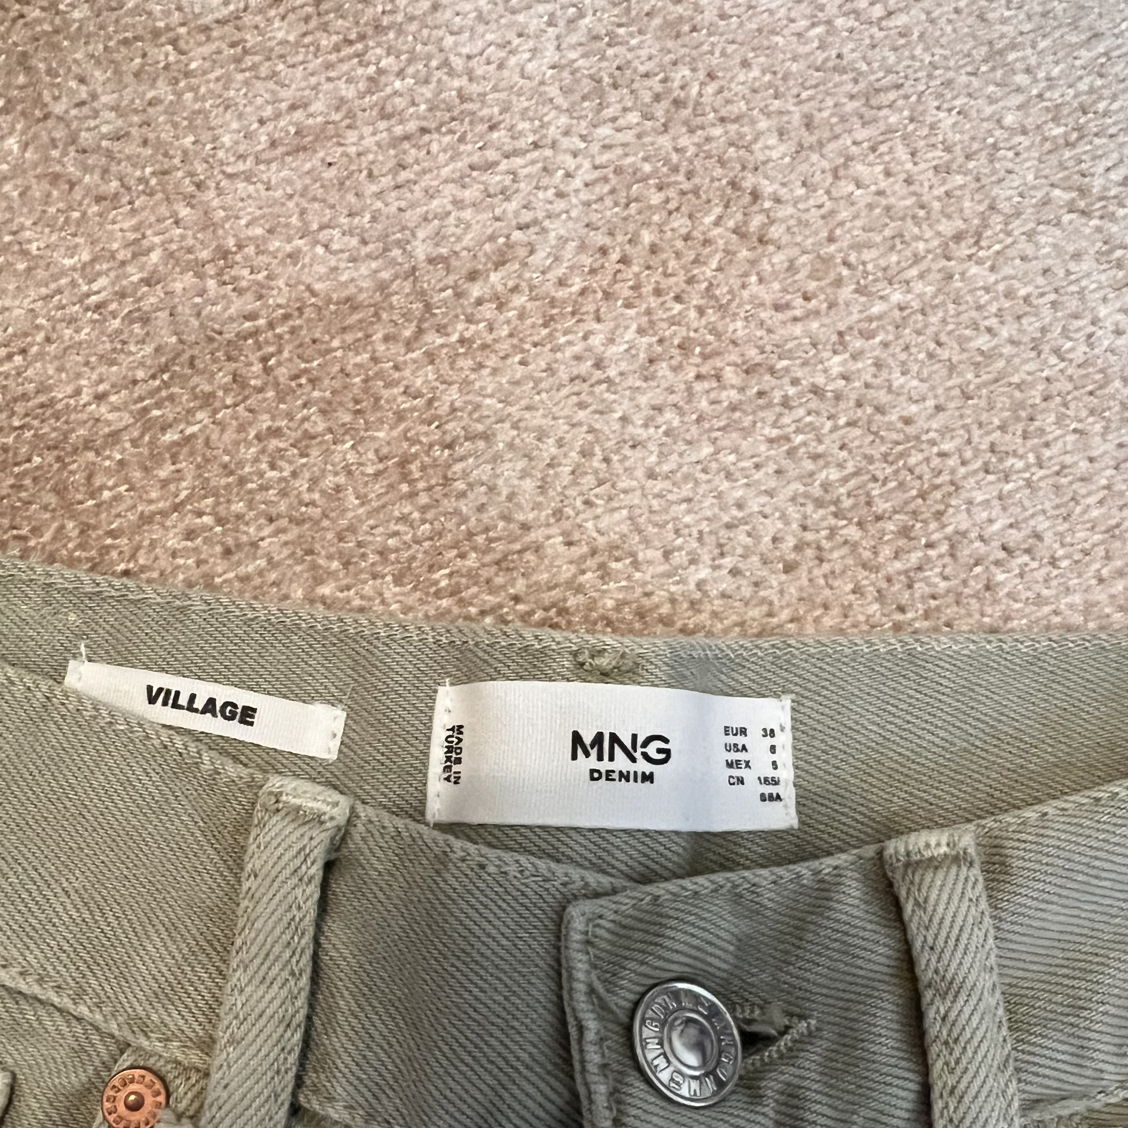 VILLAGE
MADE IN
TURKEY
MNG
DENIM
EUR 38
USA 6
MEX 5
CN 165/
68A